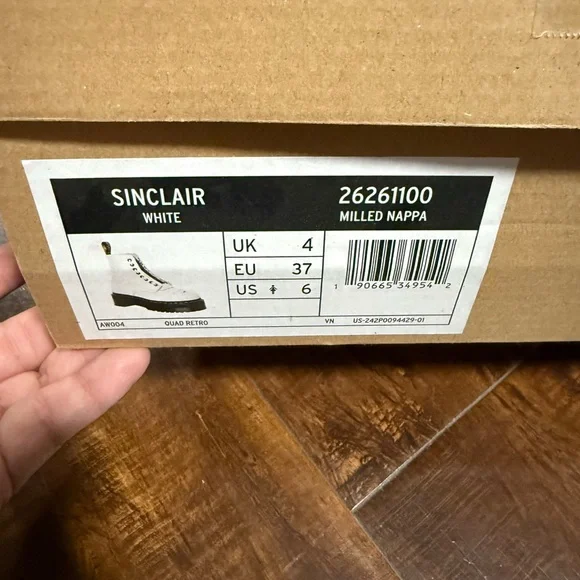 SINCLAIR
WHITE
26261100
MILLED NAPPA
UK 4
EU 37
US 6
1 90665 34954 2
AW004 QUAD RETRO VN US-242P0094429-01